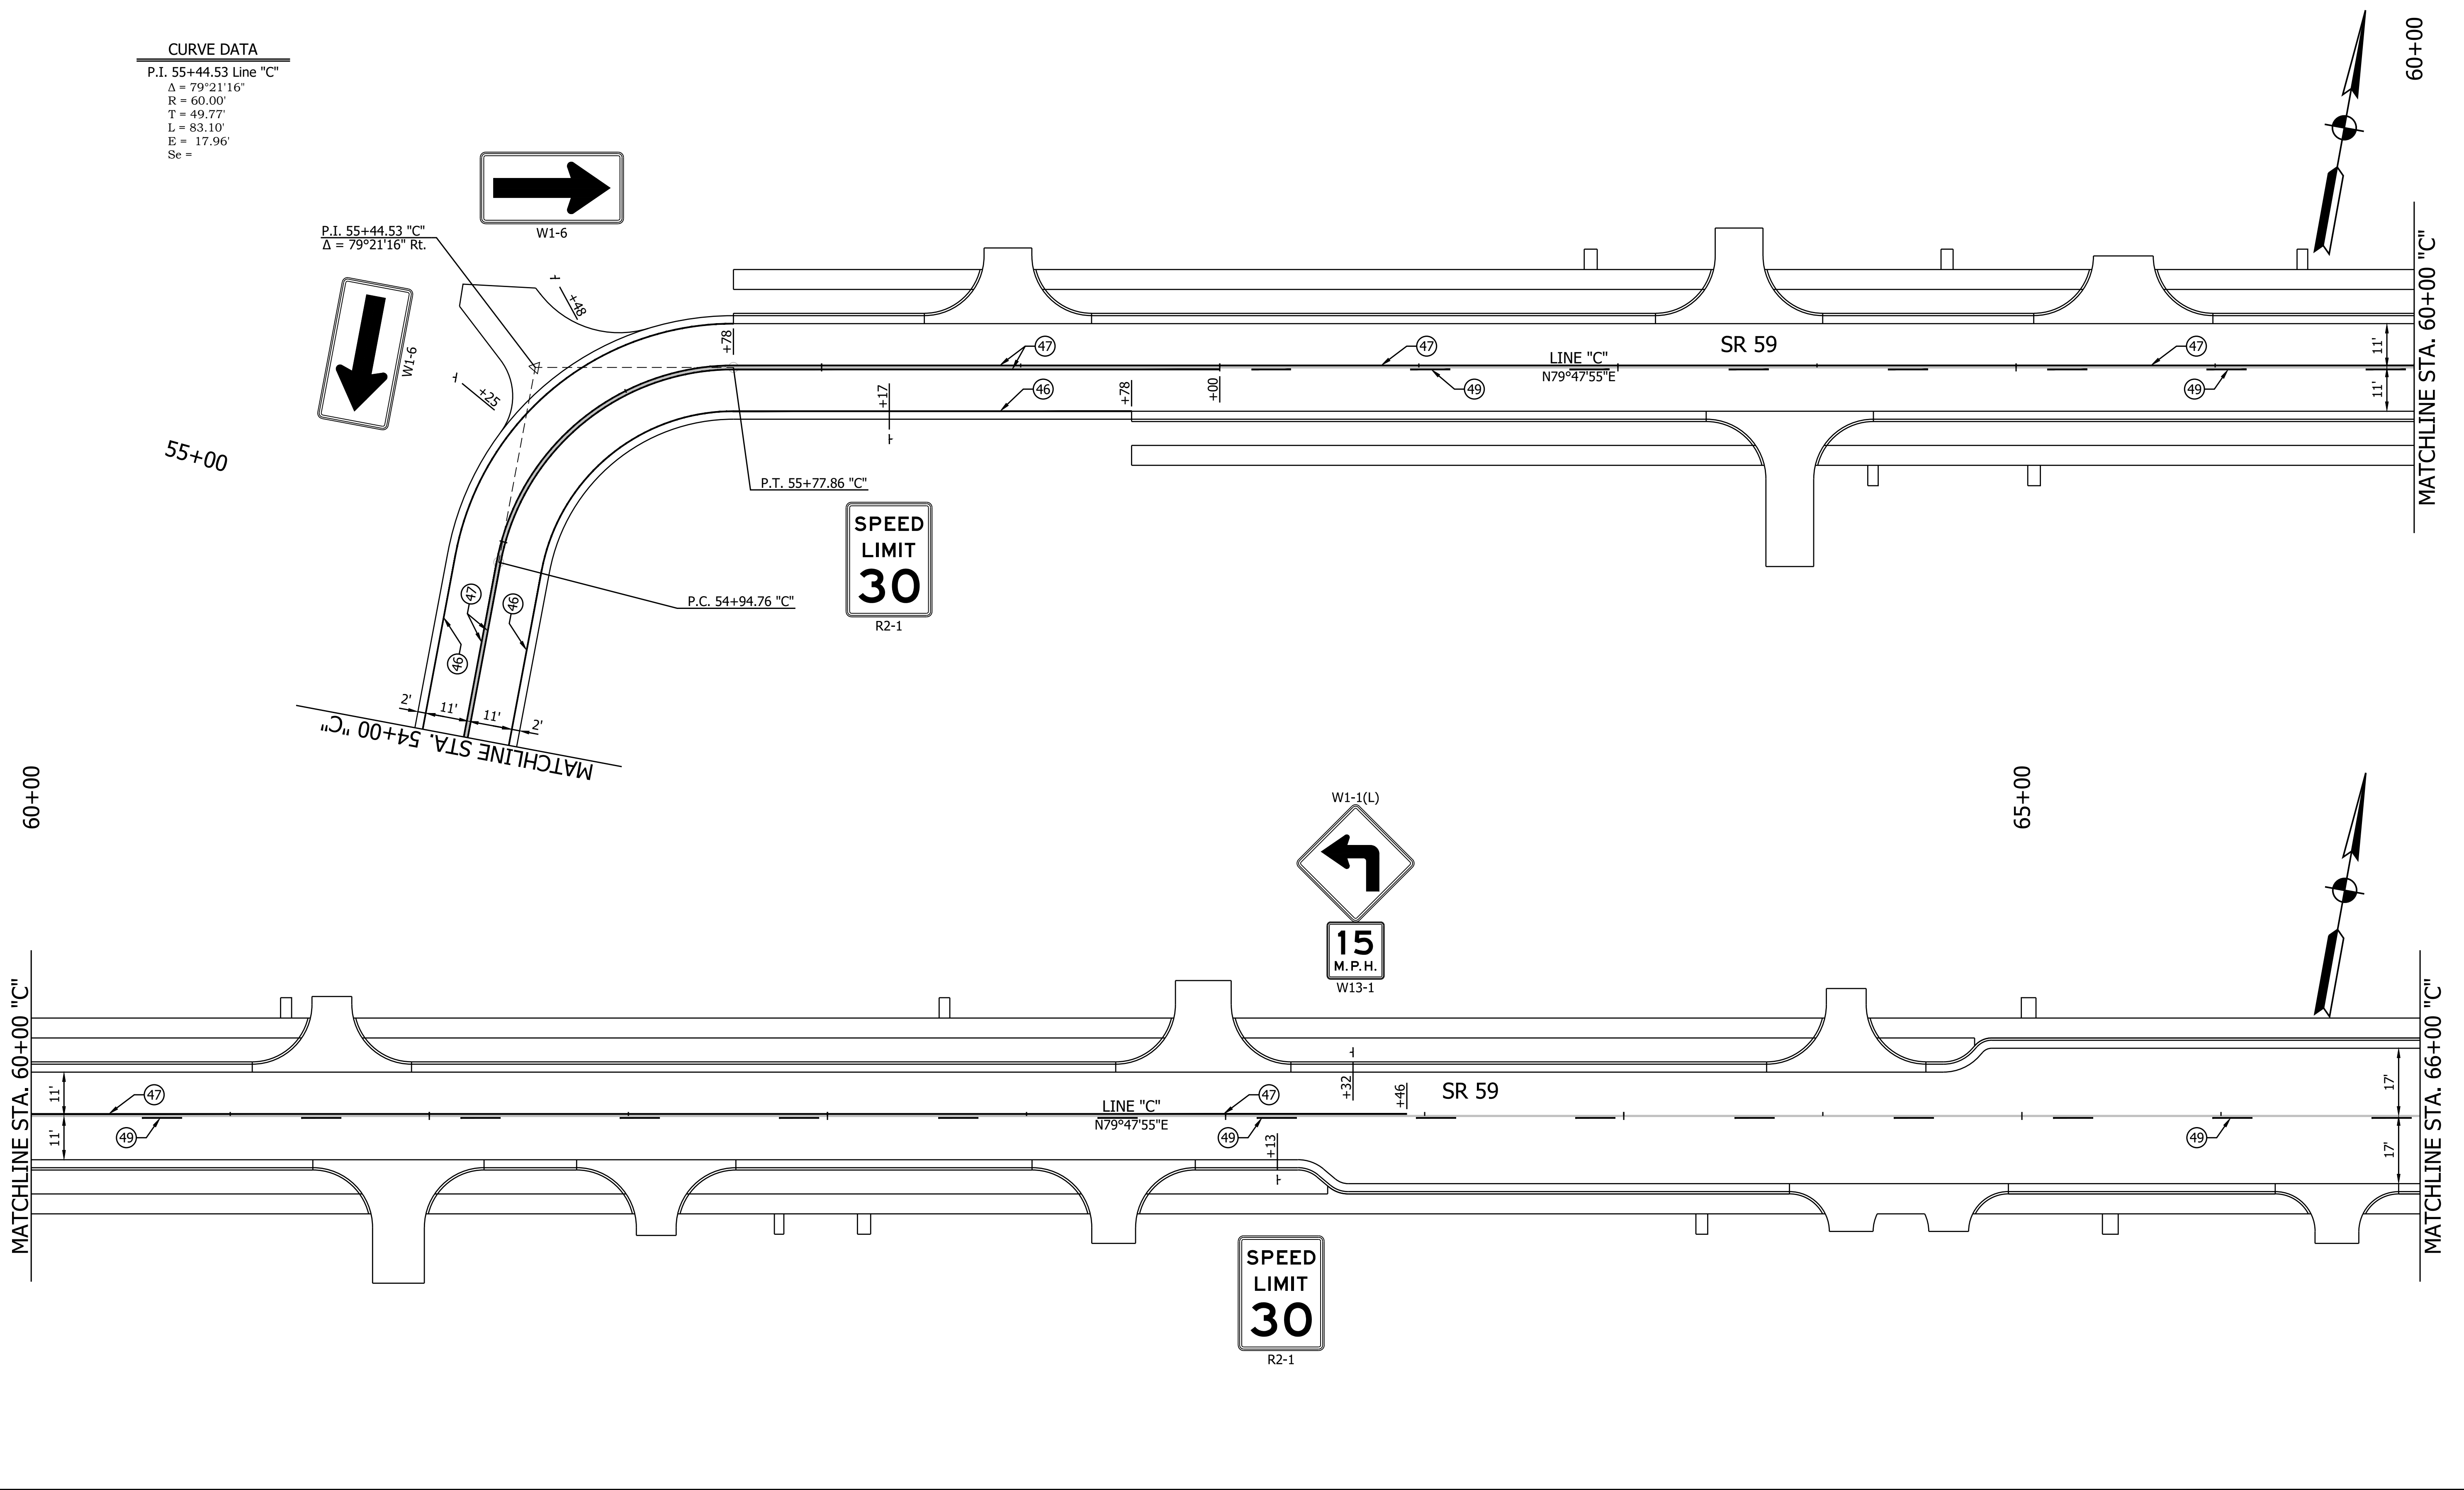 CURVE DATA
P.I. 55+44.53 Line "C"
Δ = 79°21'16"
R = 60.00'
T = 49.77'
L = 83.10'
E = 17.96'
Se =
W1-6
P.I. 55+44.53 "C"
Δ = 79°21'16" Rt.
W1-6
+48
+25
55+00
+78
47
46
+17
+78
+00
47
49
LINE "C"
N79°47'55"E
SR 59
47
49
11'
11'
60+00
MATCHLINE STA. 60+00 "C"
P.T. 55+77.86 "C"
SPEED
LIMIT
30
R2-1
P.C. 54+94.76 "C"
47
46
46
2'
11'
11'
2'
MATCHLINE STA. 54+00 "C"
60+00
65+00
W1-1(L)
15
M.P.H.
W13-1
MATCHLINE STA. 60+00 "C"
11'
11'
47
49
LINE "C"
N79°47'55"E
47
49
+13
+32
+46
SR 59
49
17'
17'
MATCHLINE STA. 66+00 "C"
SPEED
LIMIT
30
R2-1